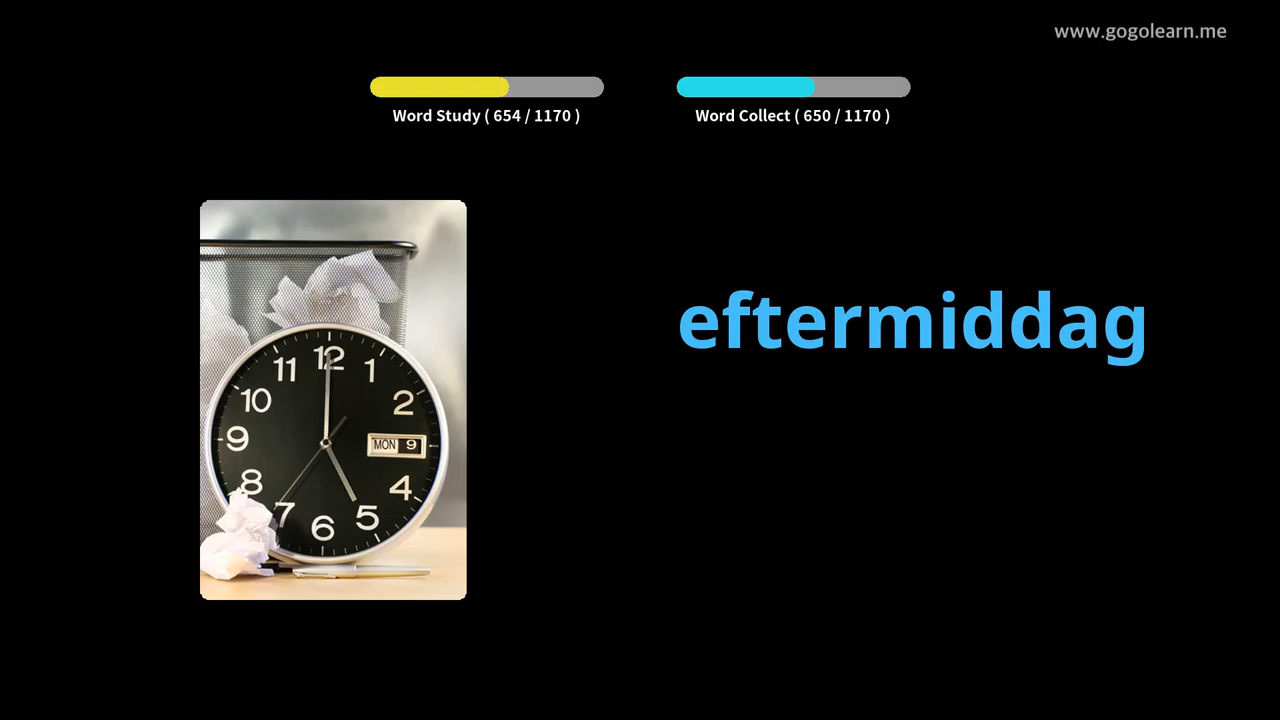 www.gogolearn.me
Word Study ( 654 / 1170 )
Word Collect ( 650 / 1170 )
eftermiddag
12
11
1
10
2
9
MON 9
8
4
7
5
6